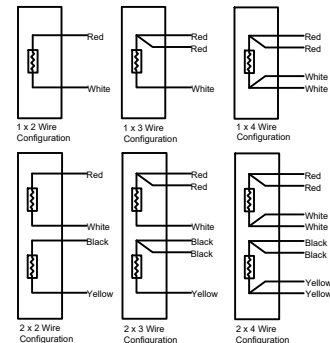 Red
White
1 x 2 Wire
Configuration
Red
Red
White
1 x 3 Wire
Configuration
Red
Red
White
White
1 x 4 Wire
Configuration
Red
White
Black
Yellow
2 x 2 Wire
Configuration
Red
Red
White
Black
Black
Yellow
2 x 3 Wire
Configuration
Red
Red
White
White
Black
Black
Yellow
Yellow
2 x 4 Wire
Configuration